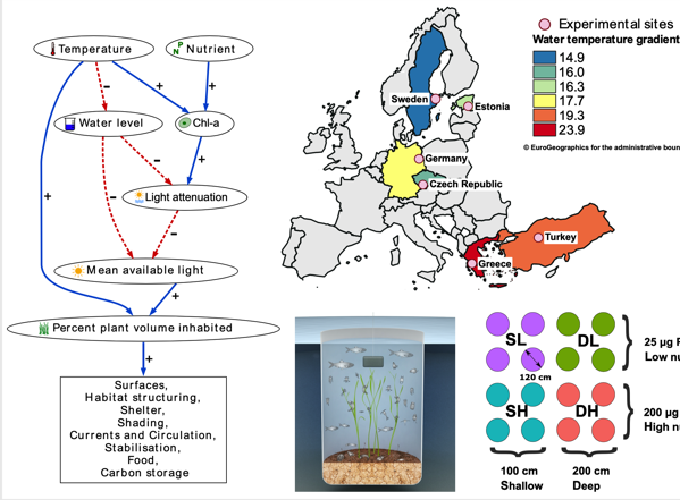 Temperature
Nutrient
N
P
−
+
+
Water level
Chl-a
+
−
−
+
Light attenuation
−
Mean available light
+
Percent plant volume inhabited
+
Surfaces,
Habitat structuring,
Shelter,
Shading,
Currents and Circulation,
Stabilisation,
Food,
Carbon storage
Experimental sites
Water temperature gradient
14.9
16.0
16.3
17.7
19.3
23.9
© EuroGeographics for the administrative boun
Sweden
Estonia
Germany
Czech Republic
Turkey
Greece
SL
DL
120 cm
SH
DH
25 µg
Low nu
200 µg
High nu
100 cm
Shallow
200 cm
Deep